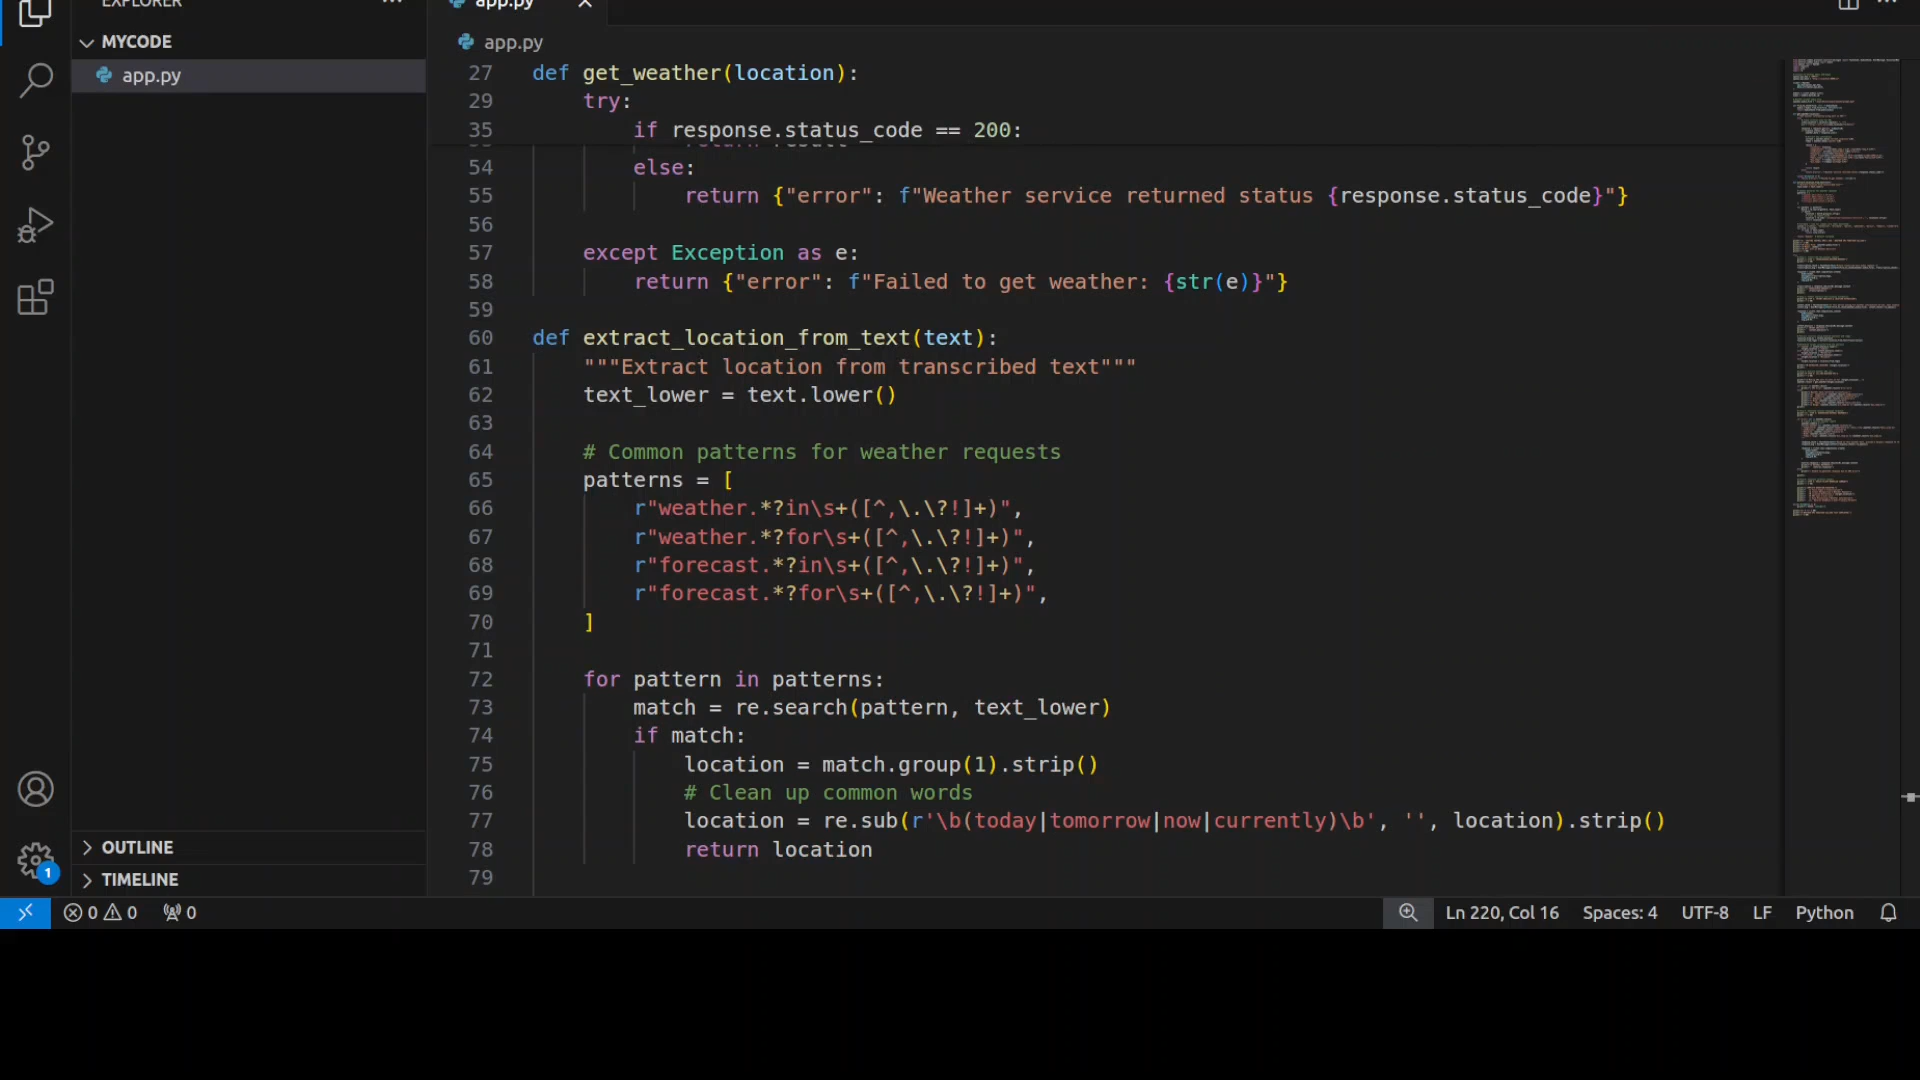 EXPLORER
app.py
MYCODE
app.py
app.py
27 def get_weather(location):
29 try:
35 if response.status_code == 200:
54 else:
55 return {"error": f"Weather service returned status {response.status_code}"}
56
57 except Exception as e:
58 return {"error": f"Failed to get weather: {str(e)}"}
59
60 def extract_location_from_text(text):
61 """Extract location from transcribed text"""
62 text_lower = text.lower()
63
64 # Common patterns for weather requests
65 patterns = [
66 r"weather.*?in\s+([^,\.\?!]+)",
67 r"weather.*?for\s+([^,\.\?!]+)",
68 r"forecast.*?in\s+([^,\.\?!]+)",
69 r"forecast.*?for\s+([^,\.\?!]+)",
70 ]
71
72 for pattern in patterns:
73 match = re.search(pattern, text_lower)
74 if match:
75 location = match.group(1).strip()
76 # Clean up common words
77 location = re.sub(r'\b(today|tomorrow|now|currently)\b', '', location).strip()
78 return location
79
OUTLINE
TIMELINE
1
0 0 0 Ln 220, Col 16 Spaces: 4 UTF-8 LF Python